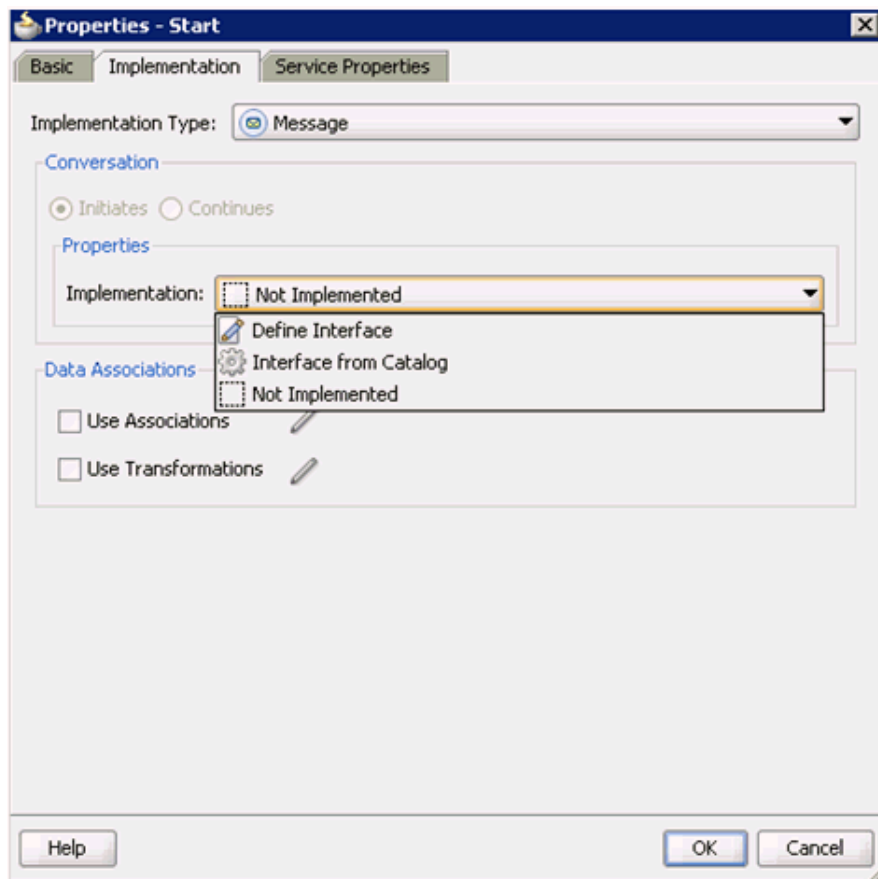 Properties - Start
Basic Implementation Service Properties
Implementation Type: Message
Conversation
Initiates Continues
Properties
Implementation: Not Implemented
Define Interface
Interface from Catalog
Data Associations
Not Implemented
Use Associations
Use Transformations
Help OK Cancel